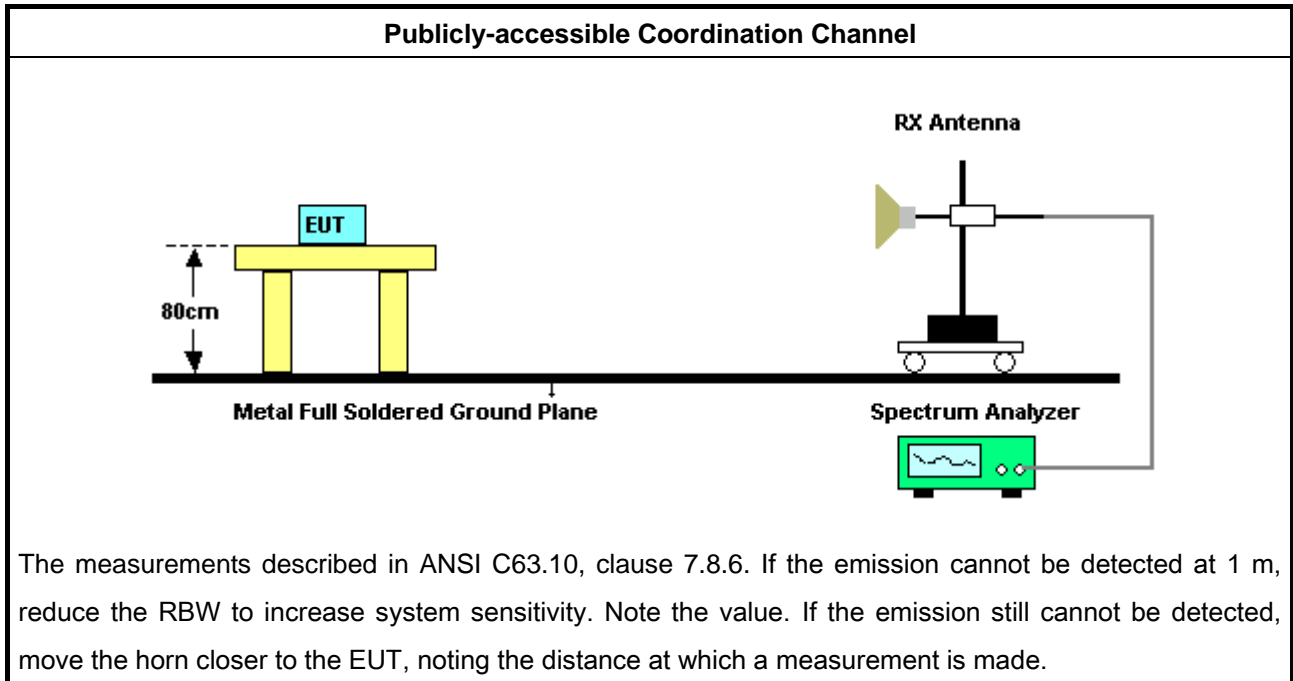 Publicly-accessible Coordination Channel
RX Antenna
EUT
80cm
Metal Full Soldered Ground Plane
Spectrum Analyzer
The measurements described in ANSI C63.10, clause 7.8.6. If the emission cannot be detected at 1 m,
reduce the RBW to increase system sensitivity. Note the value. If the emission still cannot be detected,
move the horn closer to the EUT, noting the distance at which a measurement is made.